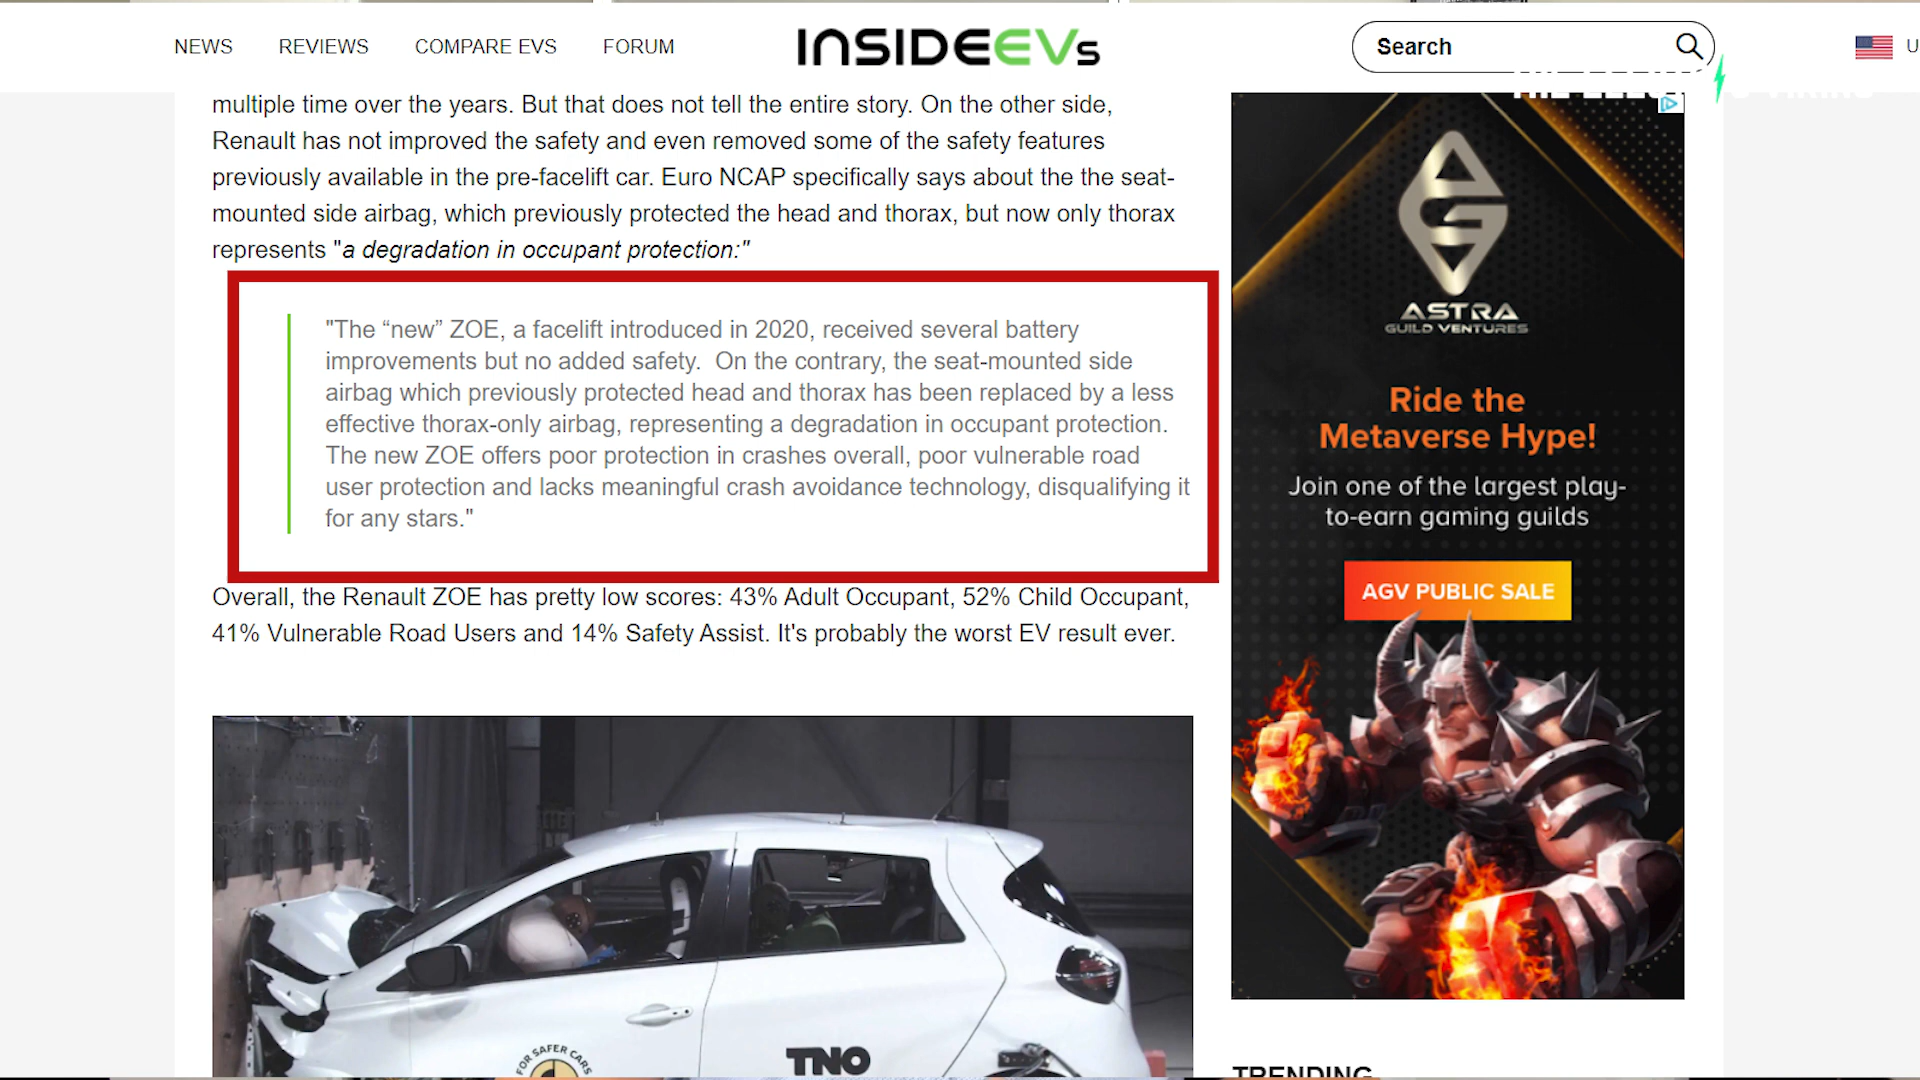 NEWS
REVIEWS
COMPARE EVS
FORUM
INSIDEEVs
Search
U
multiple time over the years. But that does not tell the entire story. On the other side,
Renault has not improved the safety and even removed some of the safety features
previously available in the pre-facelift car. Euro NCAP specifically says about the the seat-
mounted side airbag, which previously protected the head and thorax, but now only thorax
represents "a degradation in occupant protection:"
"The “new” ZOE, a facelift introduced in 2020, received several battery
improvements but no added safety. On the contrary, the seat-mounted side
airbag which previously protected head and thorax has been replaced by a less
effective thorax-only airbag, representing a degradation in occupant protection.
The new ZOE offers poor protection in crashes overall, poor vulnerable road
user protection and lacks meaningful crash avoidance technology, disqualifying it
for any stars."
Overall, the Renault ZOE has pretty low scores: 43% Adult Occupant, 52% Child Occupant,
41% Vulnerable Road Users and 14% Safety Assist. It's probably the worst EV result ever.
FOR SAFER CARS
TNO
ASTRA
GUILD VENTURES
Ride the
Metaverse Hype!
Join one of the largest play-
to-earn gaming guilds
AGV PUBLIC SALE
TRENDING